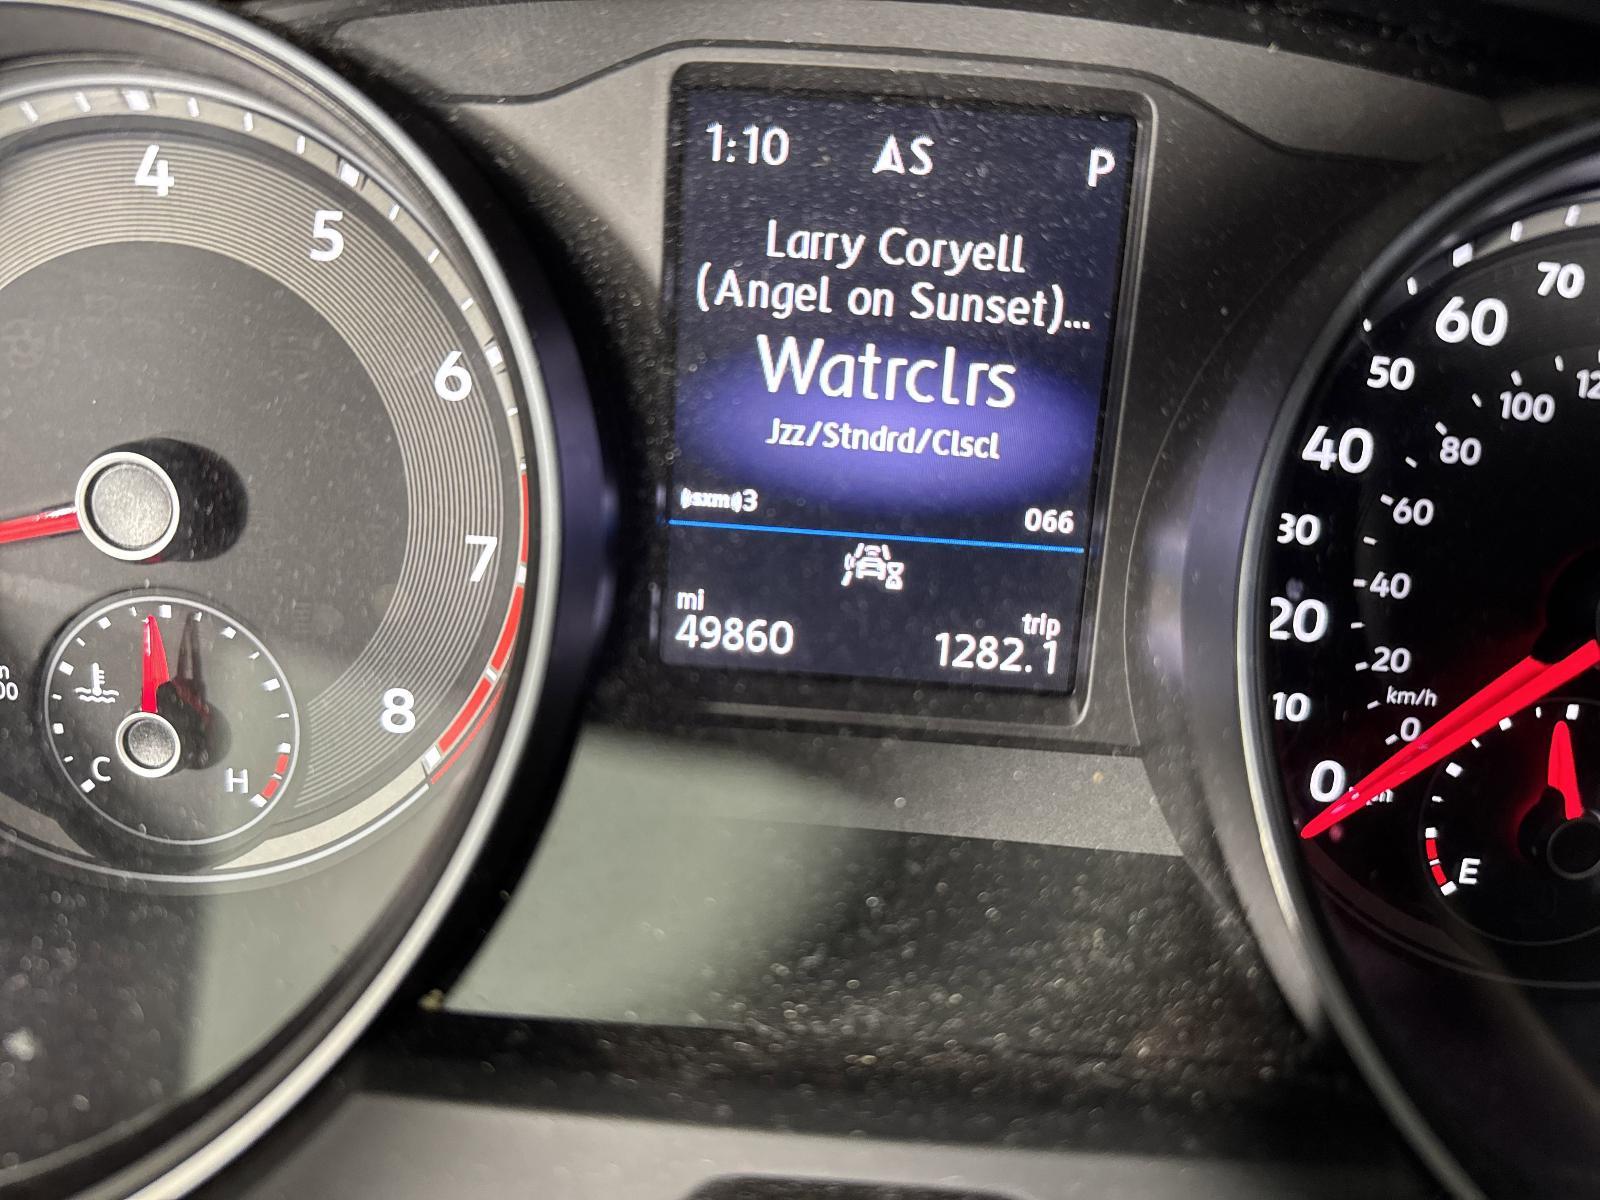 1:10 AS P
Larry Coryell
(Angel on Sunset)...
Watrclrs
Jzz/Stndrd/Clscl
((sxm)) 3
066
mi
49860
trip
1282.1
4
5
6
7
8
C
H
00
0
10
20
30
40
50
60
70
km/h
0
20
40
60
80
100
12
E